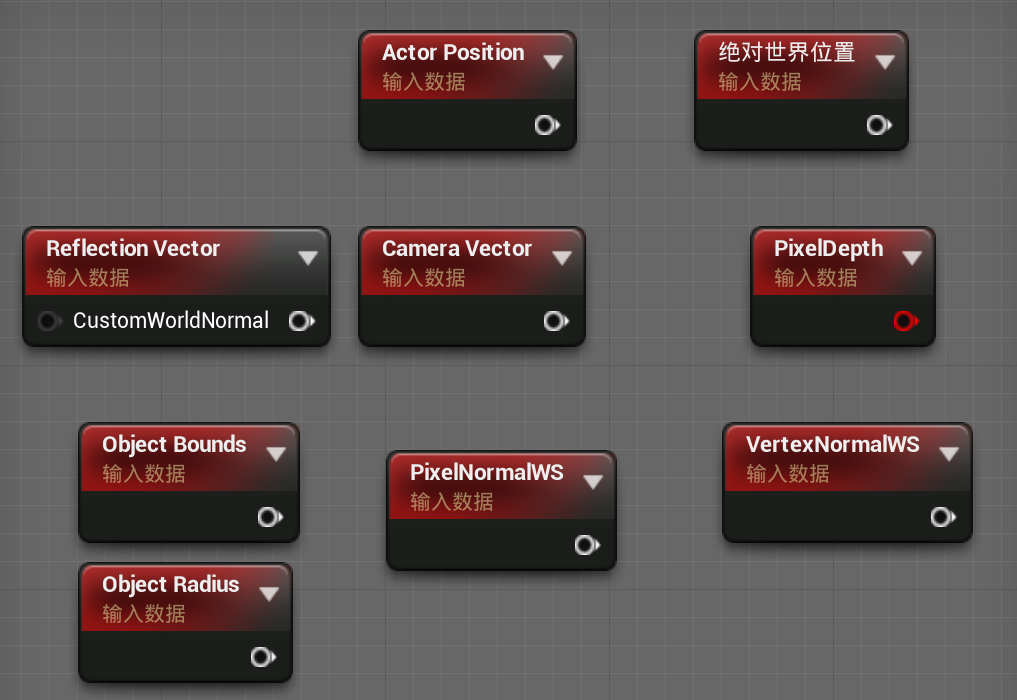 Actor Position
输入数据
绝对世界位置
输入数据
Reflection Vector
输入数据
CustomWorldNormal
Camera Vector
输入数据
PixelDepth
输入数据
Object Bounds
输入数据
PixelNormalWS
输入数据
VertexNormalWS
输入数据
Object Radius
输入数据